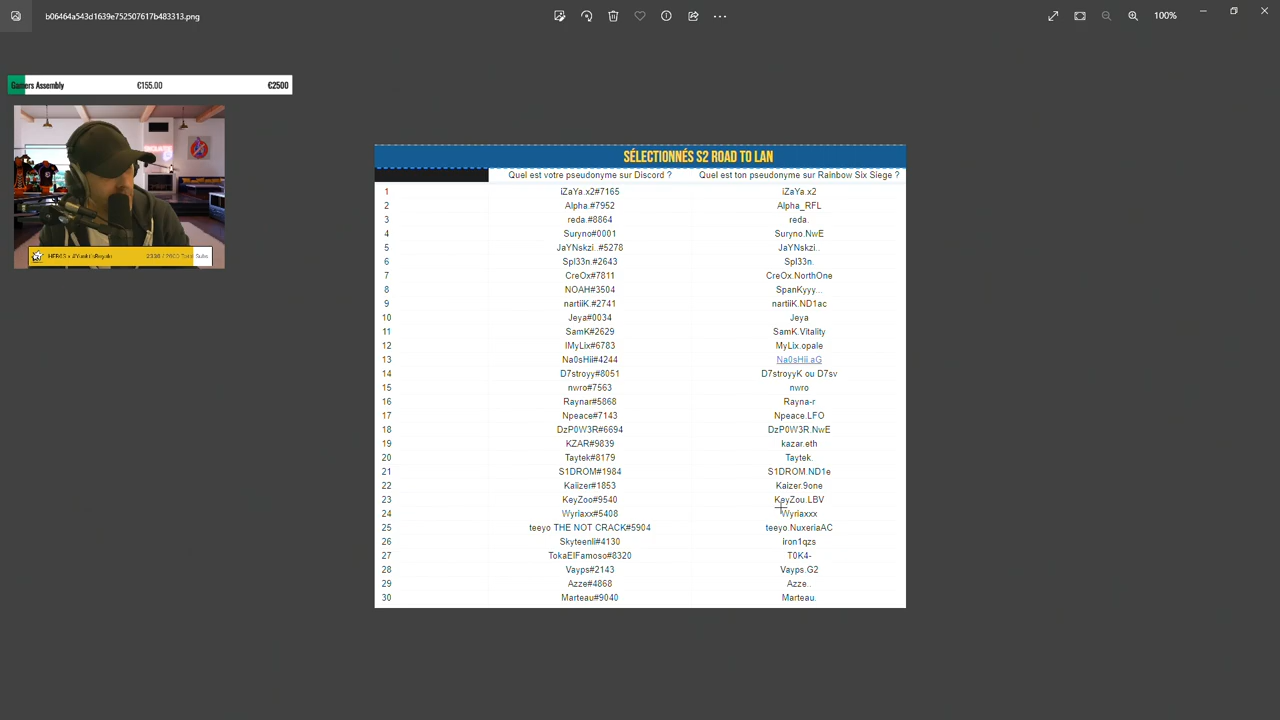 b06464a543d1639e752507617b483313.png
100%
Gamers Assembly €155.00 €2500
SÉLECTIONNÉS S2 ROAD TO LAN
Quel est votre pseudonyme sur Discord ? Quel est ton pseudonyme sur Rainbow Six Siege ?
1 iZaYa.x2#7165 iZaYa.x2
2 Alpha.#7952 Alpha_RFL
3 reda.#8864 reda.
4 Suryno#0001 Suryno.NwE
5 JaYNskzi..#5278 JaYNskzi..
6 Spl33n.#2643 Spl33n.
7 CreOx#7811 CreOx.NorthOne
8 NOAH#3504 SpanKyyy...
9 nartiiK.#2741 nartiiK.ND1ac
10 Jeya#0034 Jeya
11 SamK#2629 SamK.Vitality
12 IMyLix#6783 MyLix.opale
13 Na0sHii#4244 Na0sHii.aG
14 D7stroyy#8051 D7stroyyK ou D7sv
15 nwro#7563 nwro
16 Raynar#5868 Rayna-r
17 Npeace#7143 Npeace.LFO
18 DzP0W3R#6694 DzP0W3R.NwE
19 KZAR#9839 kazar.eth
20 Taytek#8179 Taytek.
21 S1DROM#1984 S1DROM.ND1e
22 Kaiizer#1853 Kaizer.9one
23 KeyZoo#9540 KeyZou.LBV
24 Wyriaxx#5408 Wyriaxxx
25 teeyo THE NOT CRACK#5904 teeyo.NuxeriaAC
26 Skyteenli#4130 iron1qzs
27 TokaElFamoso#8320 T0K4-
28 Vayps#2143 Vayps.G2
29 Azze#4868 Azze..
30 Marteau#9040 Marteau.